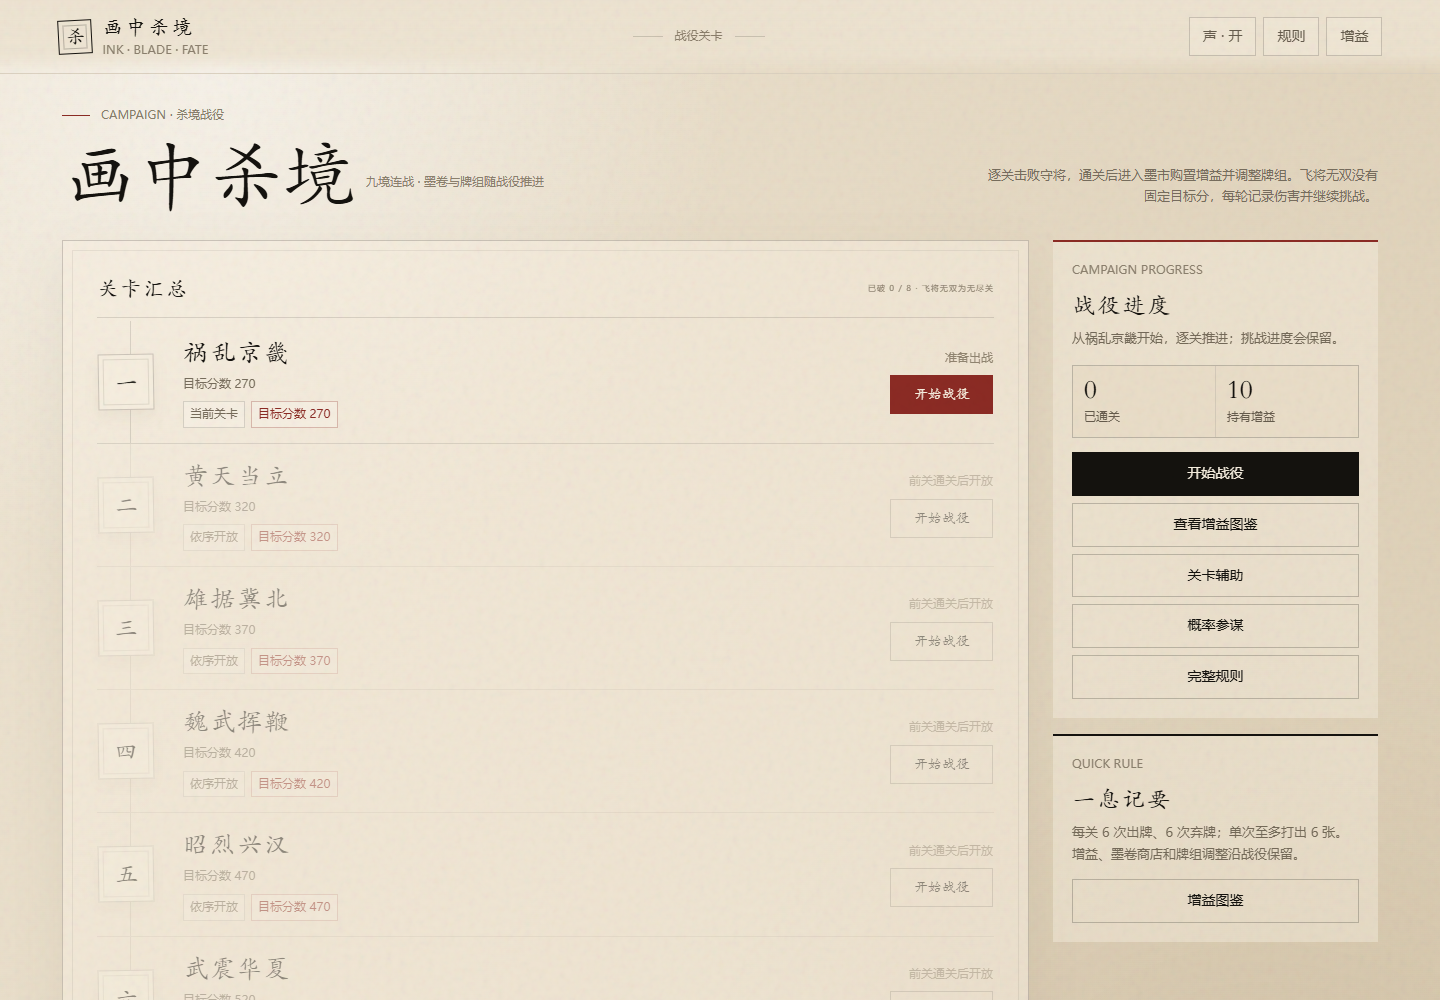 杀
画中杀境
INK · BLADE · FATE
战役关卡
声 · 开
规则
增益
CAMPAIGN · 杀境战役
画中杀境
九境连战 · 墨卷与牌组随战役推进
逐关击败守将，通关后进入墨市购置增益并调整牌组。飞将无双没有
固定目标分，每轮记录伤害并继续挑战。
关卡汇总
已破 0 / 8 · 飞将无双为无尽关
一
祸乱京畿
目标分数 270
当前关卡
目标分数 270
准备出战
开始战役
二
黄天当立
目标分数 320
依序开放
目标分数 320
前关通关后开放
开始战役
三
雄据冀北
目标分数 370
依序开放
目标分数 370
前关通关后开放
开始战役
四
魏武挥鞭
目标分数 420
依序开放
目标分数 420
前关通关后开放
开始战役
五
昭烈兴汉
目标分数 470
依序开放
目标分数 470
前关通关后开放
开始战役
六
武震华夏
目标分数 520
前关通关后开放
CAMPAIGN PROGRESS
战役进度
从祸乱京畿开始，逐关推进；挑战进度会保留。
0
已通关
10
持有增益
开始战役
查看增益图鉴
关卡辅助
概率参谋
完整规则
QUICK RULE
一息记要
每关 6 次出牌、6 次弃牌；单次至多打出 6 张。
增益、墨卷商店和牌组调整沿战役保留。
增益图鉴